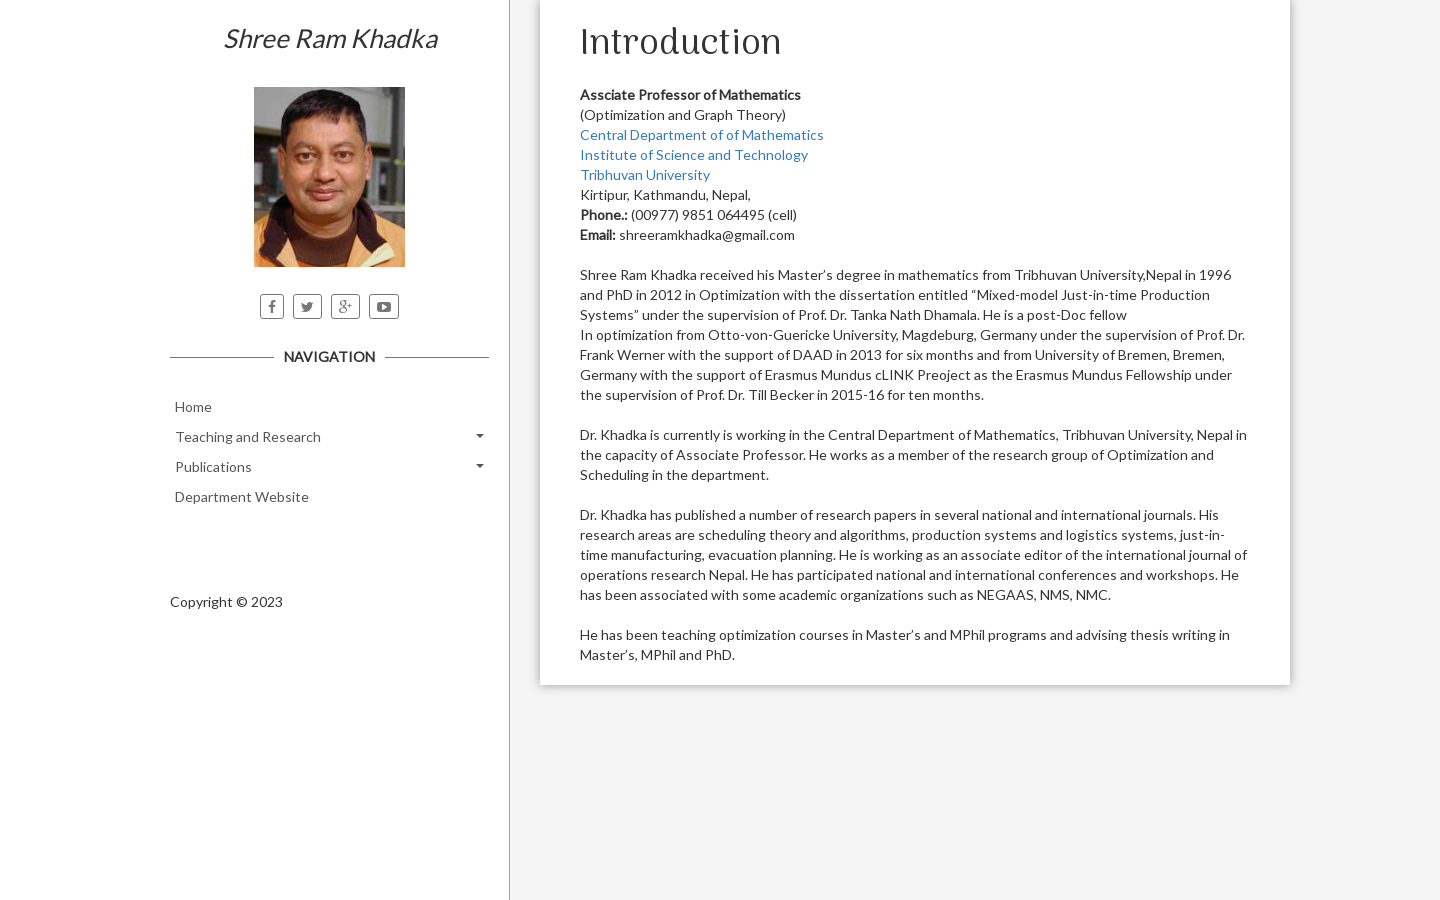 Shree Ram Khadka
NAVIGATION
Home
Teaching and Research
Publications
Department Website
Copyright © 2023
Introduction
Assciate Professor of Mathematics
(Optimization and Graph Theory)
Central Department of of Mathematics
Institute of Science and Technology
Tribhuvan University
Kirtipur, Kathmandu, Nepal,
Phone.: (00977) 9851 064495 (cell)
Email: shreeramkhadka@gmail.com
Shree Ram Khadka received his Master’s degree in mathematics from Tribhuvan University,Nepal in 1996
and PhD in 2012 in Optimization with the dissertation entitled “Mixed-model Just-in-time Production
Systems” under the supervision of Prof. Dr. Tanka Nath Dhamala. He is a post-Doc fellow
In optimization from Otto-von-Guericke University, Magdeburg, Germany under the supervision of Prof. Dr.
Frank Werner with the support of DAAD in 2013 for six months and from University of Bremen, Bremen,
Germany with the support of Erasmus Mundus cLINK Preoject as the Erasmus Mundus Fellowship under
the supervision of Prof. Dr. Till Becker in 2015-16 for ten months.
Dr. Khadka is currently is working in the Central Department of Mathematics, Tribhuvan University, Nepal in
the capacity of Associate Professor. He works as a member of the research group of Optimization and
Scheduling in the department.
Dr. Khadka has published a number of research papers in several national and international journals. His
research areas are scheduling theory and algorithms, production systems and logistics systems, just-in-
time manufacturing, evacuation planning. He is working as an associate editor of the international journal of
operations research Nepal. He has participated national and international conferences and workshops. He
has been associated with some academic organizations such as NEGAAS, NMS, NMC.
He has been teaching optimization courses in Master’s and MPhil programs and advising thesis writing in
Master’s, MPhil and PhD.